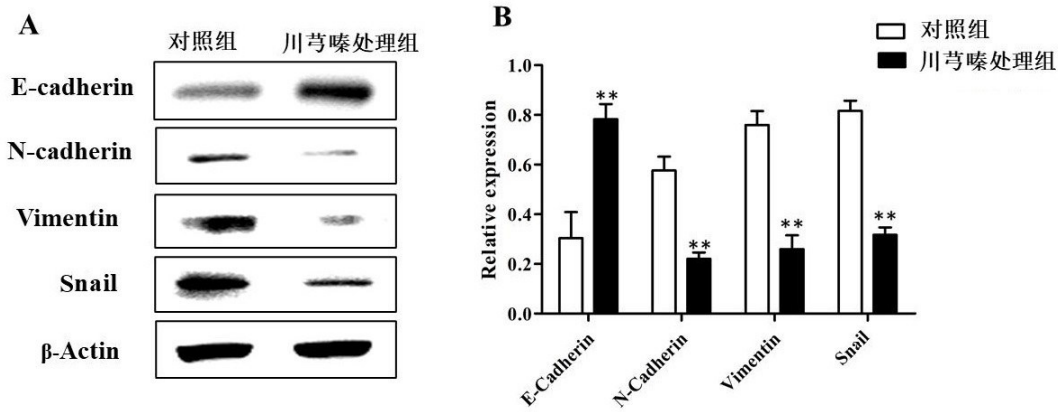 A
对照组 川芎嗪处理组
E-cadherin
N-cadherin
Vimentin
Snail
β-Actin
B
对照组
川芎嗪处理组
Relative expression
1.0
0.8
0.6
0.4
0.2
0.0
**
**
**
**
E-Cadherin
N-Cadherin
Vimentin
Snail